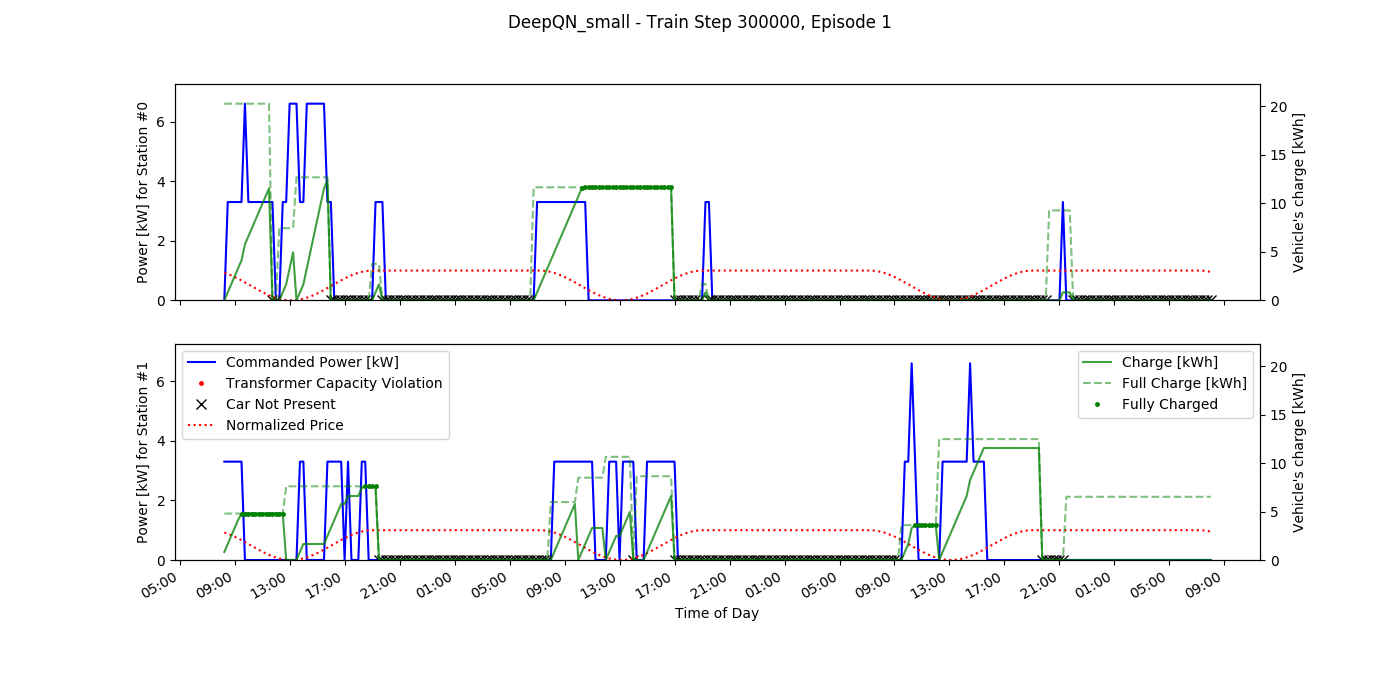 DeepQN_small - Train Step 300000, Episode 1
Power [kW] for Station #0
6
4
2
0
20
15
10
5
0
Vehicle's charge [kWh]
Power [kW] for Station #1
6
4
2
0
Commanded Power [kW]
Transformer Capacity Violation
Car Not Present
Normalized Price
Charge [kWh]
Full Charge [kWh]
Fully Charged
20
15
10
5
0
Vehicle's charge [kWh]
05:00 09:00 13:00 17:00 21:00 01:00 05:00 09:00 13:00 17:00 21:00 01:00 05:00 09:00 13:00 17:00 21:00 01:00 05:00 09:00
Time of Day